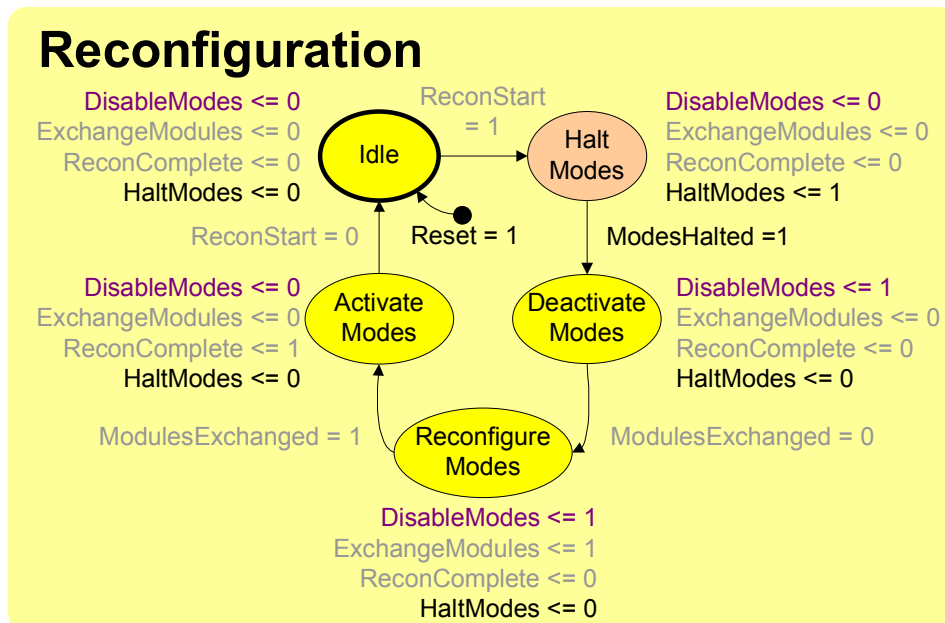 Reconfiguration
DisableModes <= 0
ExchangeModules <= 0
ReconComplete <= 0
HaltModes <= 0
Idle
ReconStart
= 1
Halt
Modes
DisableModes <= 0
ExchangeModules <= 0
ReconComplete <= 0
HaltModes <= 1
ReconStart = 0
Reset = 1
ModesHalted =1
DisableModes <= 0
ExchangeModules <= 0
ReconComplete <= 1
HaltModes <= 0
Activate
Modes
Deactivate
Modes
DisableModes <= 1
ExchangeModules <= 0
ReconComplete <= 0
HaltModes <= 0
ModulesExchanged = 1
Reconfigure
Modes
ModulesExchanged = 0
DisableModes <= 1
ExchangeModules <= 1
ReconComplete <= 0
HaltModes <= 0